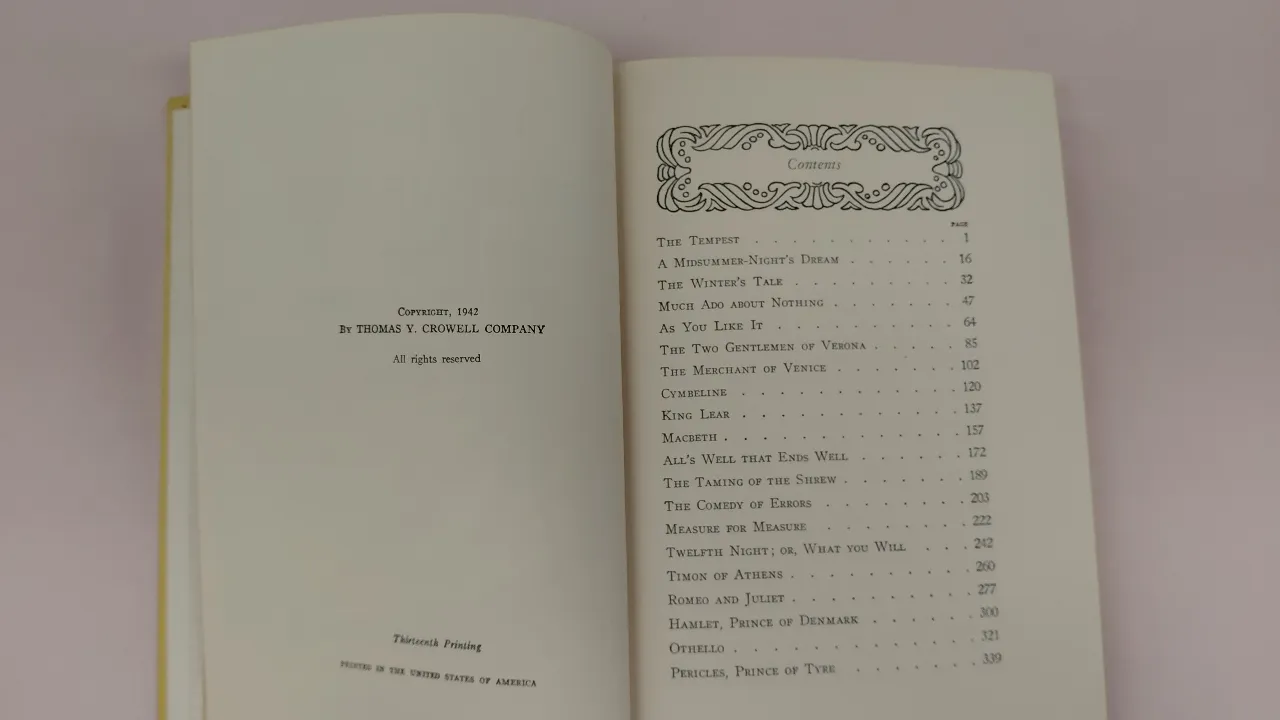 Copyright, 1942
By THOMAS Y. CROWELL COMPANY
All rights reserved
Thirteenth Printing
PRINTED IN THE UNITED STATES OF AMERICA
Contents
PAGE
The Tempest . . . . . . . . . . . 1
A Midsummer-Night's Dream . . . . . . 16
The Winter's Tale . . . . . . . . . 32
Much Ado about Nothing . . . . . . . 47
As You Like It . . . . . . . . . . 64
The Two Gentlemen of Verona . . . . . 85
The Merchant of Venice . . . . . . . 102
Cymbeline . . . . . . . . . . . 120
King Lear . . . . . . . . . . . 137
Macbeth . . . . . . . . . . . . 157
All's Well that Ends Well . . . . . . 172
The Taming of the Shrew . . . . . . . 189
The Comedy of Errors . . . . . . . . 203
Measure for Measure . . . . . . . . 222
Twelfth Night; or, What you Will . . . 242
Timon of Athens . . . . . . . . . . 260
Romeo and Juliet . . . . . . . . . . 277
Hamlet, Prince of Denmark . . . . . . 300
Othello . . . . . . . . . . . . 321
Pericles, Prince of Tyre . . . . . . 339